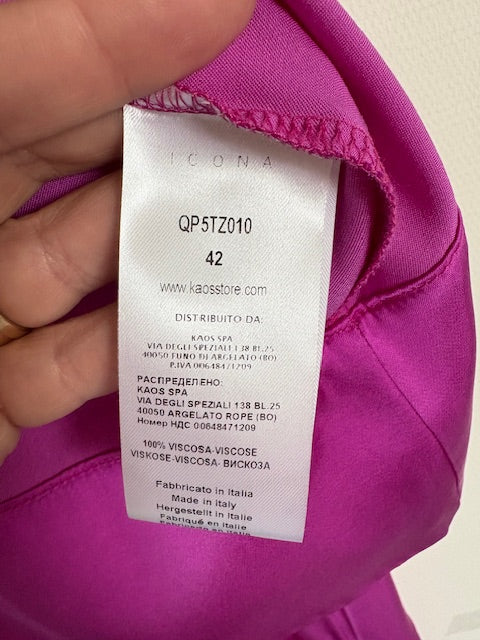 ICONA
QP5TZ010
42
www.kaosstore.com
DISTRIBUITO DA:
KAOS SPA
VIA DEGLI SPEZIALI 138 BL.25
40050 FUNO DI ARGELATO (BO)
P.IVA 00648471209
РАСПРЕДЕЛЕНО:
KAOS SPA
VIA DEGLI SPEZIALI 138 BL.25
40050 ARGELATO ROPE (BO)
Номер НДС 00648471209
100% VISCOSA-VISCOSE
VISKOSE-VISCOSA- ВИСКОЗА
Fabbricato in Italia
Made in Italy
Hergestellt in Italia
Fabriqué en Italie